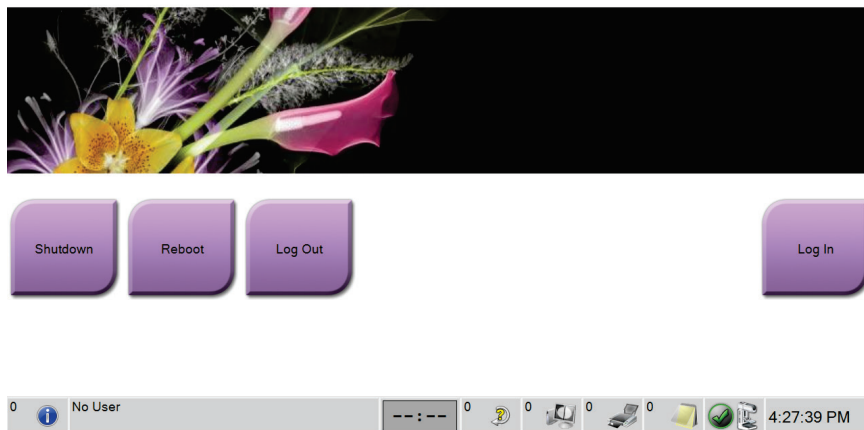 Shutdown
Reboot
Log Out
Log In
0 No User --:-- 0 0 0 0 4:27:39 PM